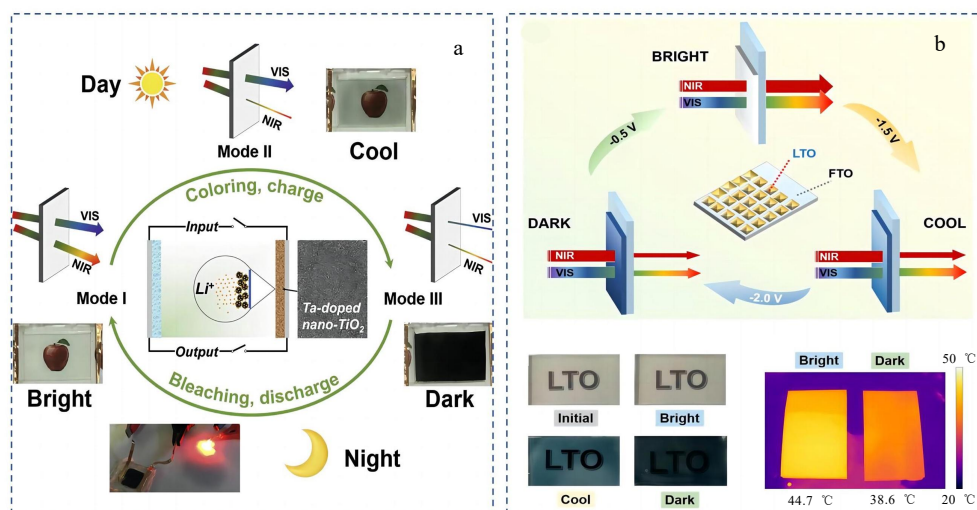 a
Day
VIS
NIR
Mode II
Cool
Coloring, charge
VIS
NIR
Mode I
Input
Li+
Output
Ta-doped
nano-TiO2
VIS
NIR
Mode III
Bright
Bleaching, discharge
Dark
Night
b
BRIGHT
NIR
VIS
-0.5 V
-1.5 V
LTO
FTO
DARK
NIR
VIS
COOL
NIR
VIS
-2.0 V
LTO
Initial
LTO
Bright
LTO
Cool
LTO
Dark
Bright
Dark
50 ℃
20 ℃
44.7 ℃
38.6 ℃